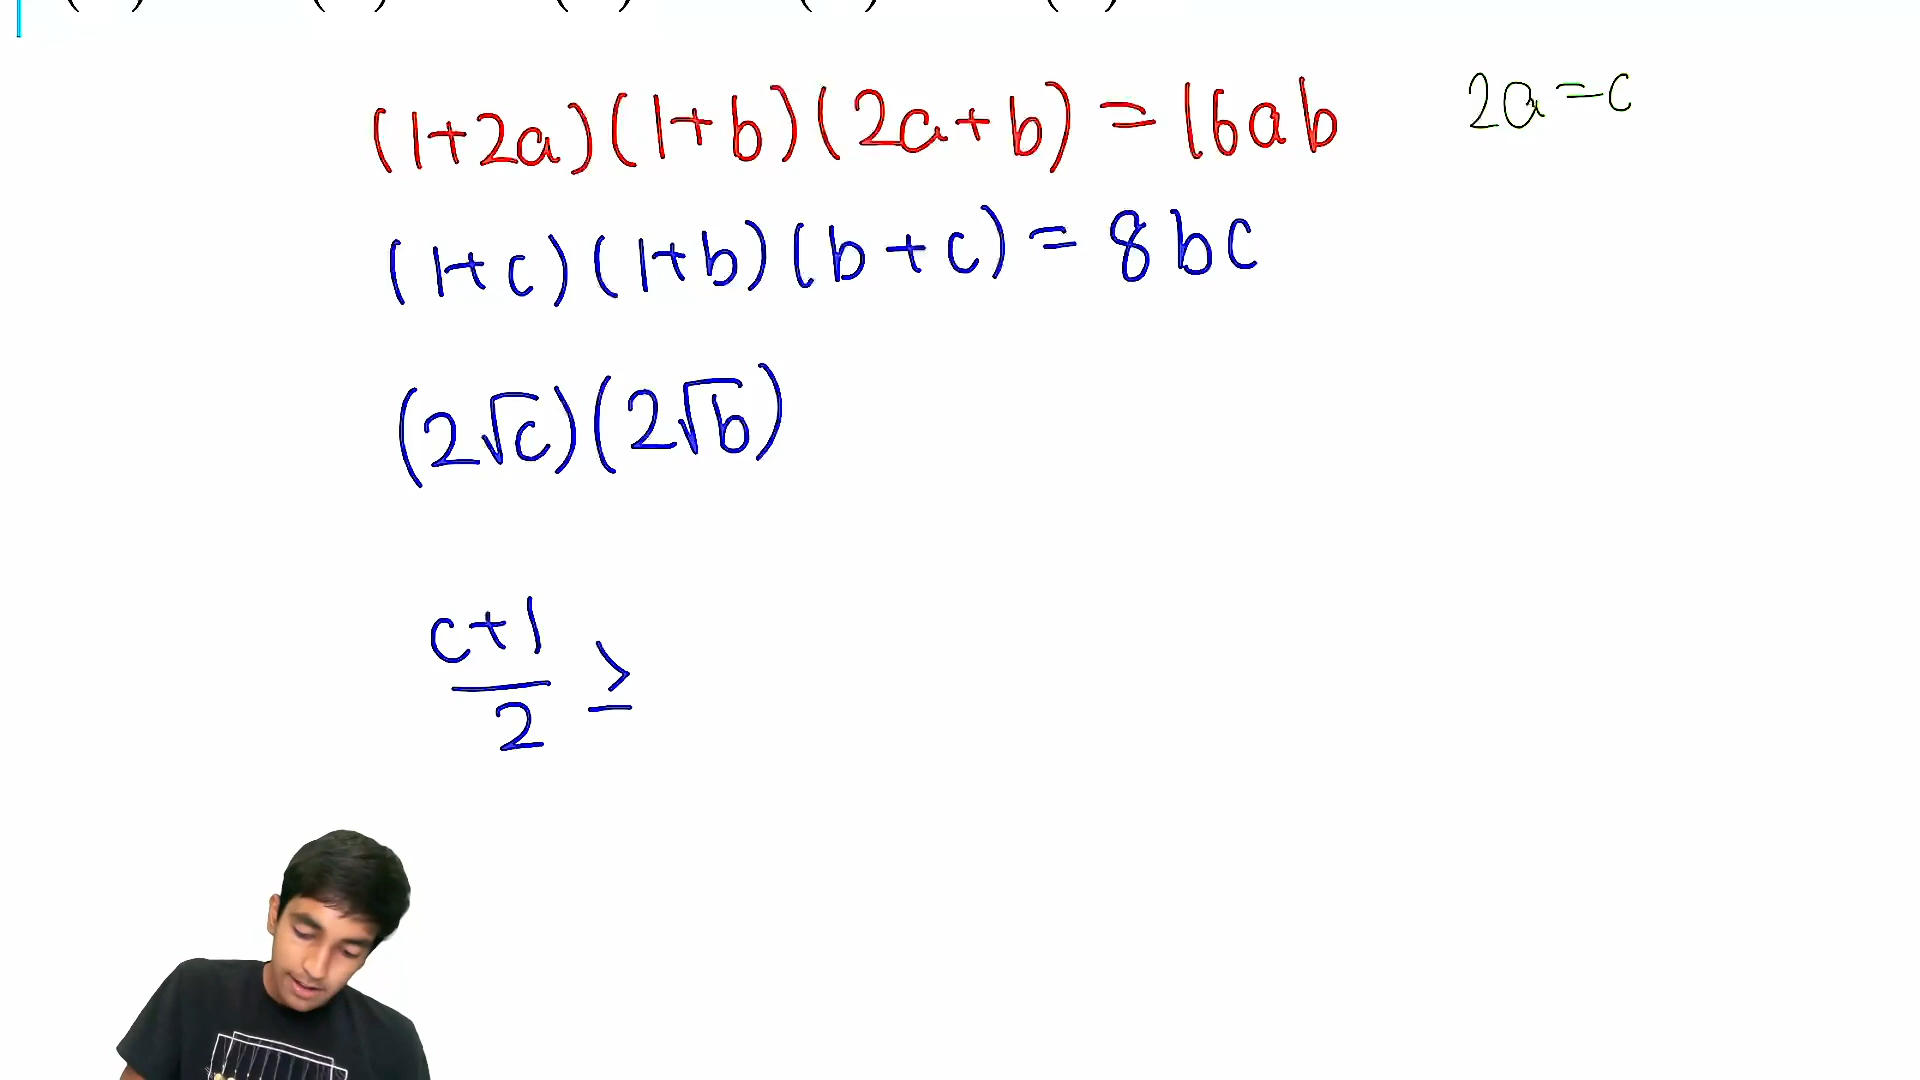 (1+2a)(1+b)(2a+b) = 16ab
2a=c
(1+c)(1+b)(b+c) = 8bc
(2√c)(2√b)
c+1
2
≥